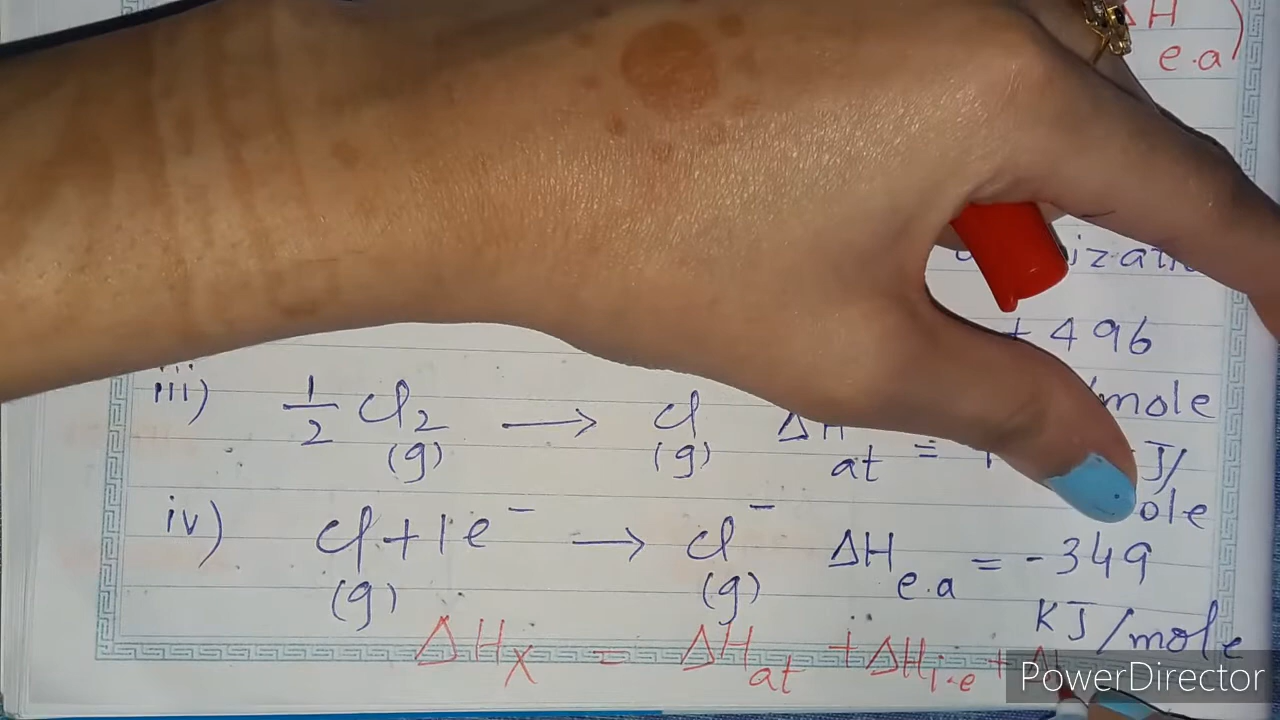 ΔH
e.a)
+ 496
/mole
iii) 1/2 Cl2 (g) → Cl (g) ΔH at = + J/
ole
iv) Cl (g) + 1e⁻ → Cl⁻ (g) ΔH e.a = -349
KJ/mole
ΔHx = ΔHat + ΔHi.e + Δ
PowerDirector